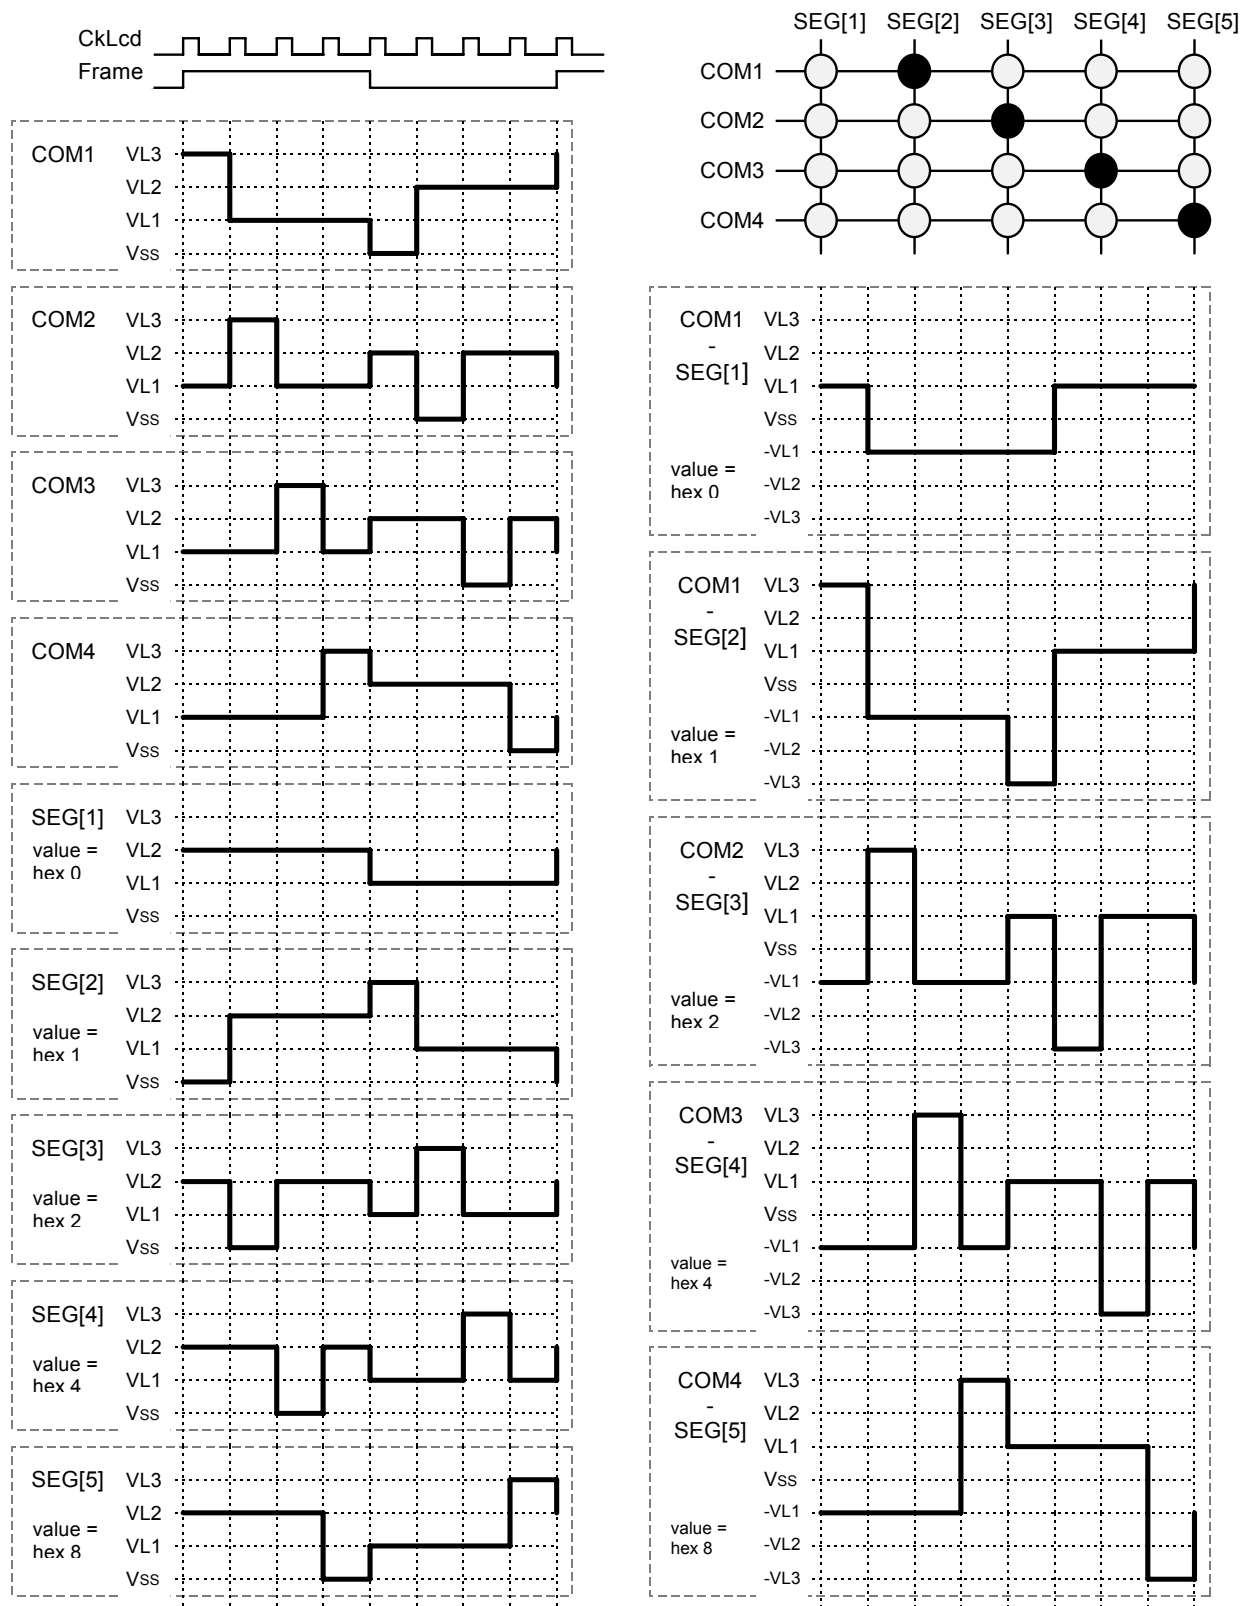 CkLcd
Frame
COM1
VL3
VL2
VL1
Vss
COM2
VL3
VL2
VL1
Vss
COM3
VL3
VL2
VL1
Vss
COM4
VL3
VL2
VL1
Vss
SEG[1]
value =
hex 0
VL3
VL2
VL1
Vss
SEG[2]
value =
hex 1
VL3
VL2
VL1
Vss
SEG[3]
value =
hex 2
VL3
VL2
VL1
Vss
SEG[4]
value =
hex 4
VL3
VL2
VL1
Vss
SEG[5]
value =
hex 8
VL3
VL2
VL1
Vss
SEG[1] SEG[2] SEG[3] SEG[4] SEG[5]
COM1
COM2
COM3
COM4
COM1
-
SEG[1]
value =
hex 0
VL3
VL2
VL1
Vss
-VL1
-VL2
-VL3
COM1
-
SEG[2]
value =
hex 1
VL3
VL2
VL1
Vss
-VL1
-VL2
-VL3
COM2
-
SEG[3]
value =
hex 2
VL3
VL2
VL1
Vss
-VL1
-VL2
-VL3
COM3
-
SEG[4]
value =
hex 4
VL3
VL2
VL1
Vss
-VL1
-VL2
-VL3
COM4
-
SEG[5]
value =
hex 8
VL3
VL2
VL1
Vss
-VL1
-VL2
-VL3